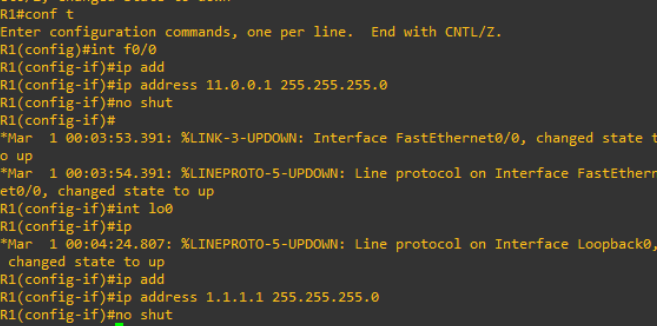 R1#conf t
Enter configuration commands, one per line.  End with CNTL/Z.
R1(config)#int f0/0
R1(config-if)#ip add
R1(config-if)#ip address 11.0.0.1 255.255.255.0
R1(config-if)#no shut
R1(config-if)#
*Mar  1 00:03:53.391: %LINK-3-UPDOWN: Interface FastEthernet0/0, changed state t
o up
*Mar  1 00:03:54.391: %LINEPROTO-5-UPDOWN: Line protocol on Interface FastEthern
et0/0, changed state to up
R1(config-if)#int lo0
R1(config-if)#ip
*Mar  1 00:04:24.807: %LINEPROTO-5-UPDOWN: Line protocol on Interface Loopback0,
 changed state to up
R1(config-if)#ip add
R1(config-if)#ip address 1.1.1.1 255.255.255.0
R1(config-if)#no shut